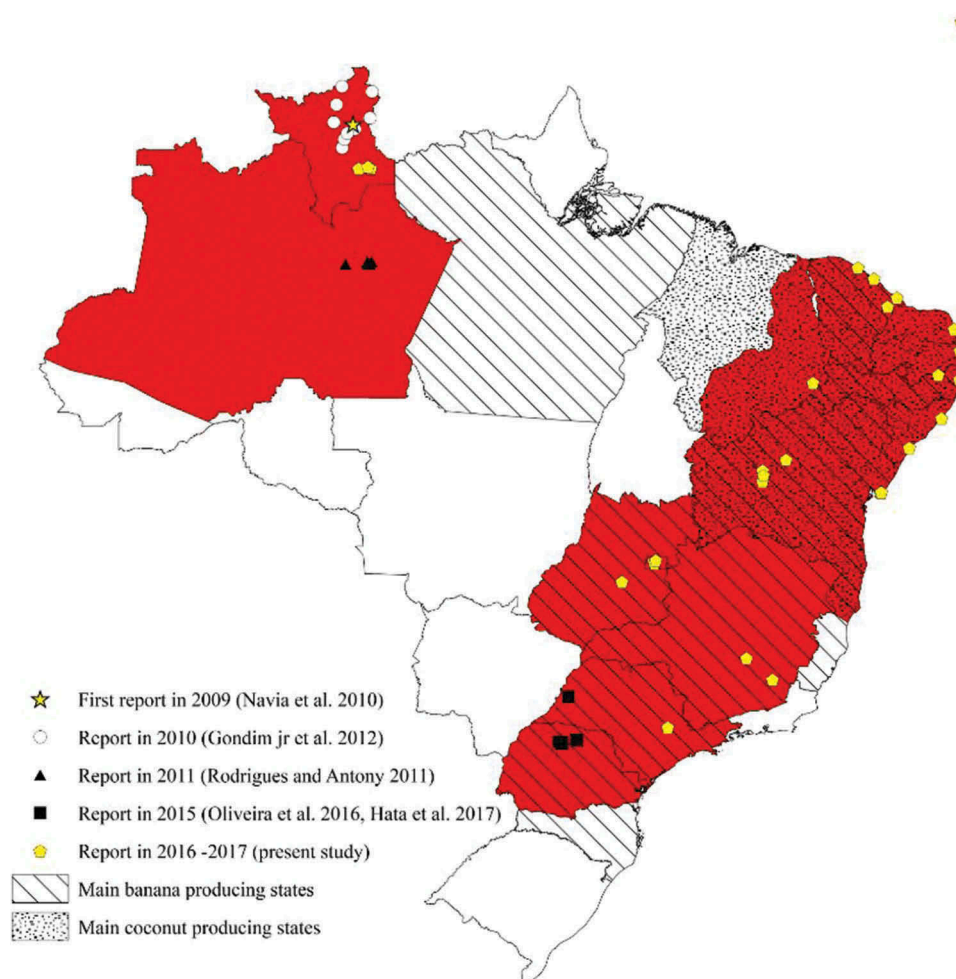 First report in 2009 (Navia et al. 2010)
Report in 2010 (Gondim jr et al. 2012)
Report in 2011 (Rodrigues and Antony 2011)
Report in 2015 (Oliveira et al. 2016, Hata et al. 2017)
Report in 2016 -2017 (present study)
Main banana producing states
Main coconut producing states